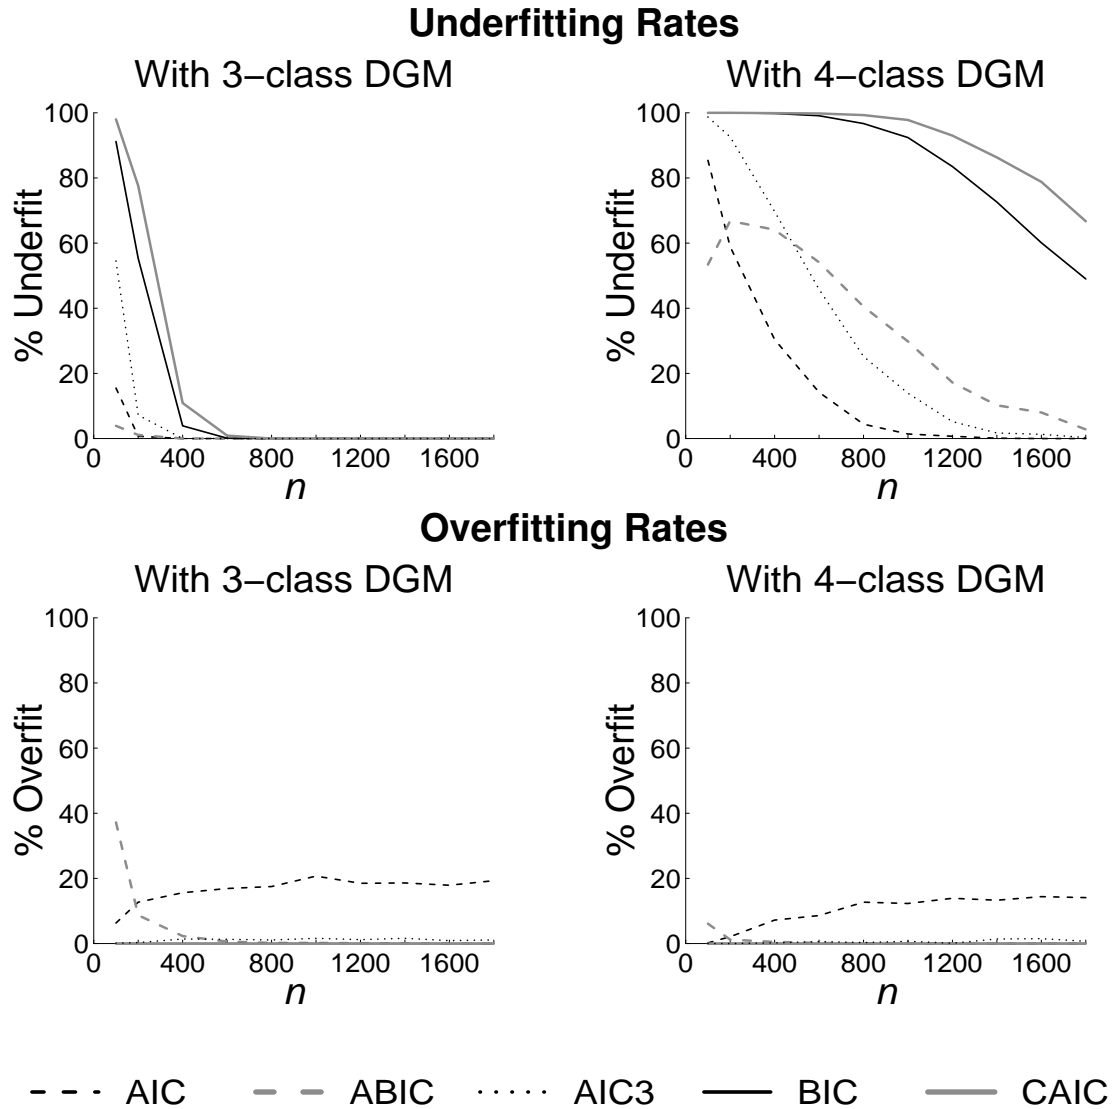 Underfitting Rates
With 3−class DGM
With 4−class DGM
% Underfit
100
80
60
40
20
0
0 400 800 1200 1600
n
% Underfit
100
80
60
40
20
0
0 400 800 1200 1600
n
Overfitting Rates
With 3−class DGM
With 4−class DGM
% Overfit
100
80
60
40
20
0
0 400 800 1200 1600
n
% Overfit
100
80
60
40
20
0
0 400 800 1200 1600
n
AIC ABIC AIC3 BIC CAIC